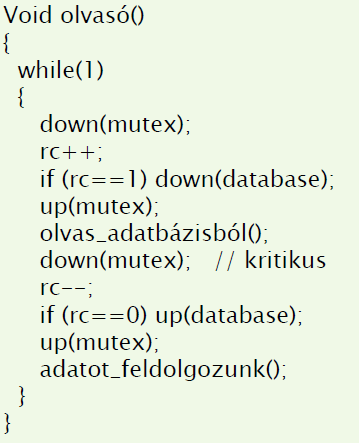 Void olvasó()
{
while(1)
{
down(mutex);
rc++;
if (rc==1) down(database);
up(mutex);
olvas_adatbázisból();
down(mutex); // kritikus
rc--;
if (rc==0) up(database);
up(mutex);
adatot_feldolgozunk();
}
}